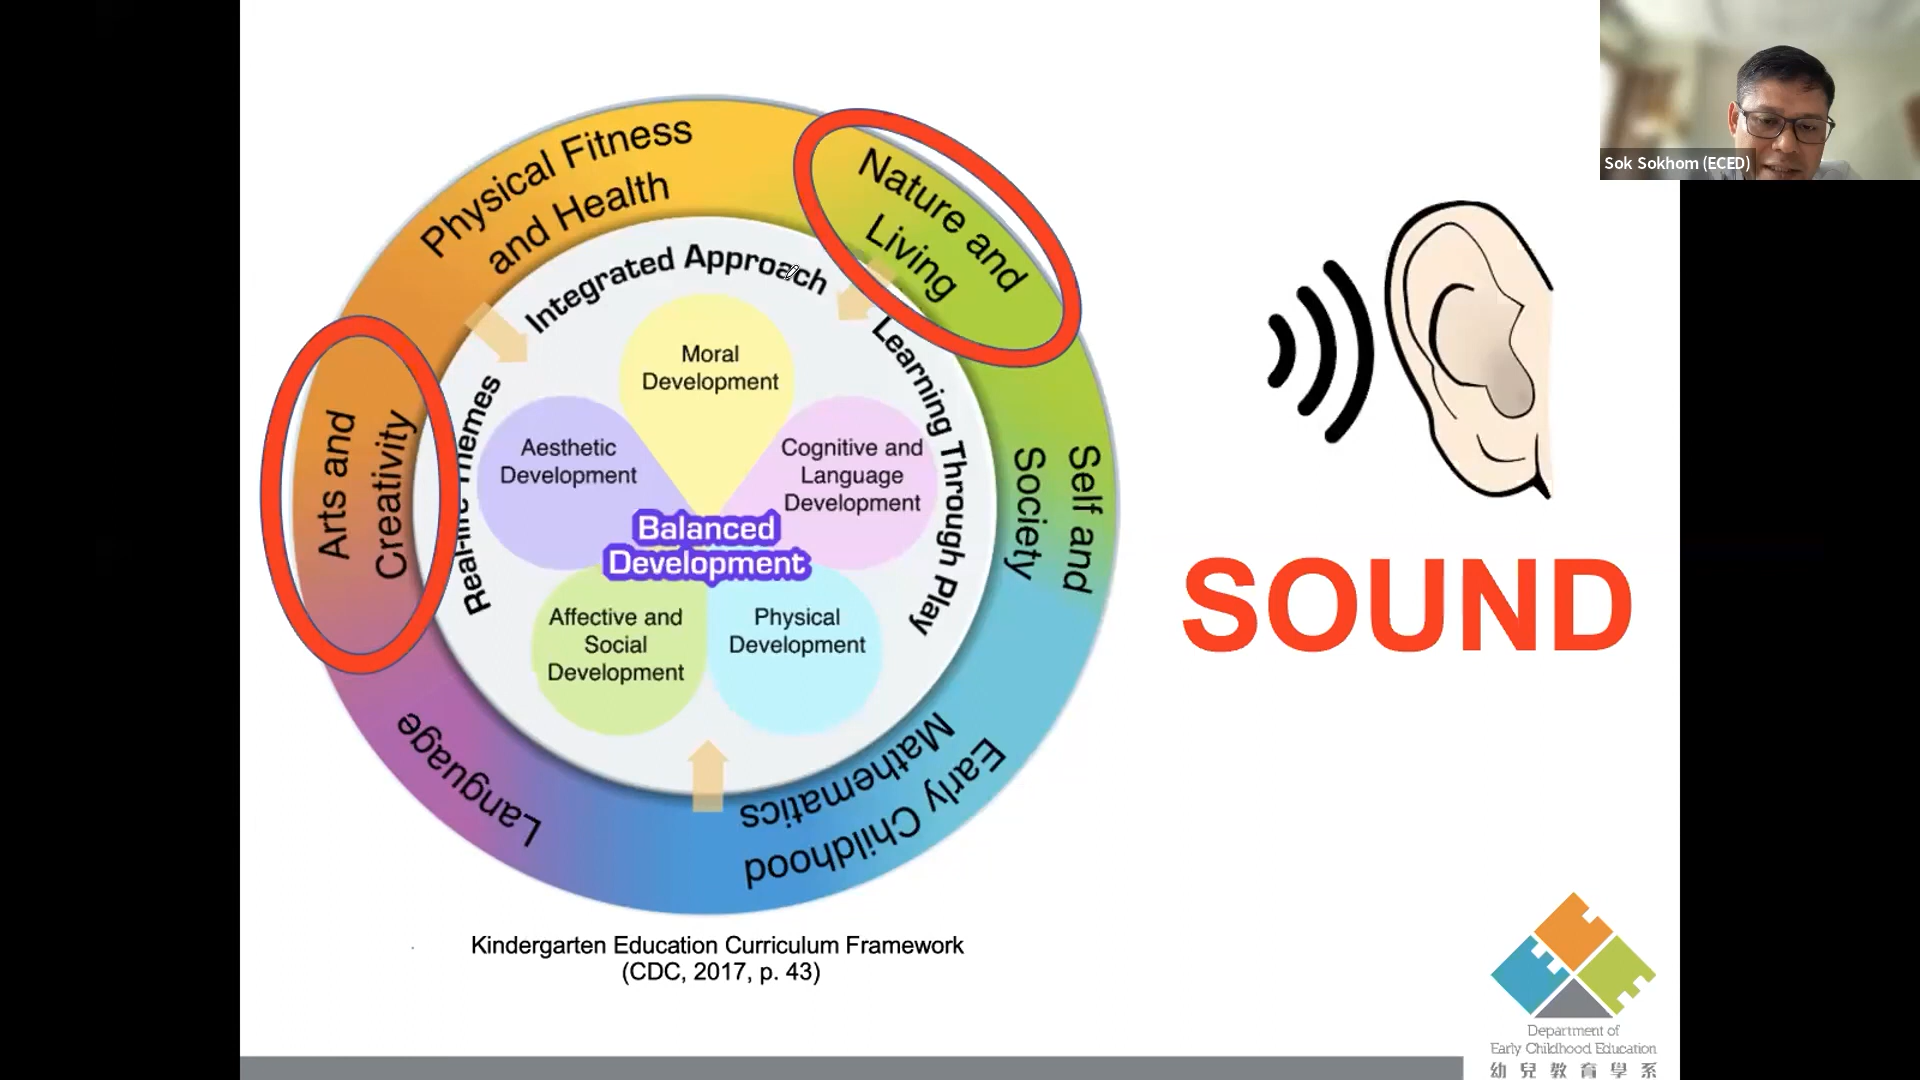 Sok Sokhom (ECED)
Physical Fitness
and Health
Nature and
Living
Self and
Society
Early Childhood
Mathematics
Language
Arts and
Creativity
Integrated Approach
Learning Through Play
Real-life Themes
Moral
Development
Aesthetic
Development
Cognitive and
Language
Development
Balanced
Development
Affective and
Social
Development
Physical
Development
SOUND
Kindergarten Education Curriculum Framework
(CDC, 2017, p. 43)
Department of
Early Childhood Education
幼兒教育學系